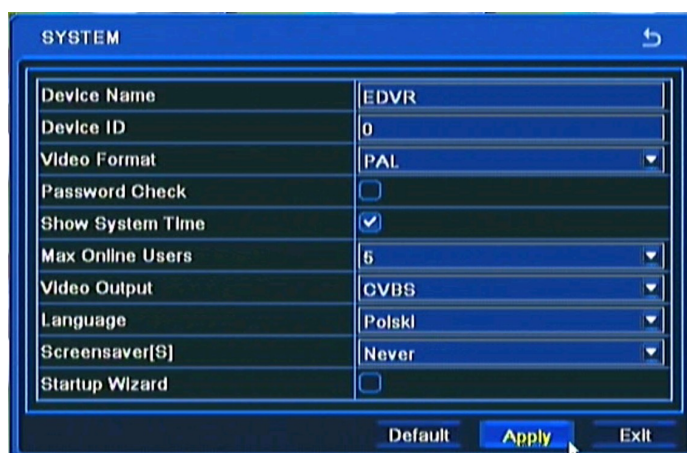 SYSTEM
Device Name EDVR
Device ID 0
Video Format PAL
Password Check
Show System Time
Max Online Users 5
Video Output CVBS
Language Polski
Screensaver[S] Never
Startup Wizard
Default Apply Exit